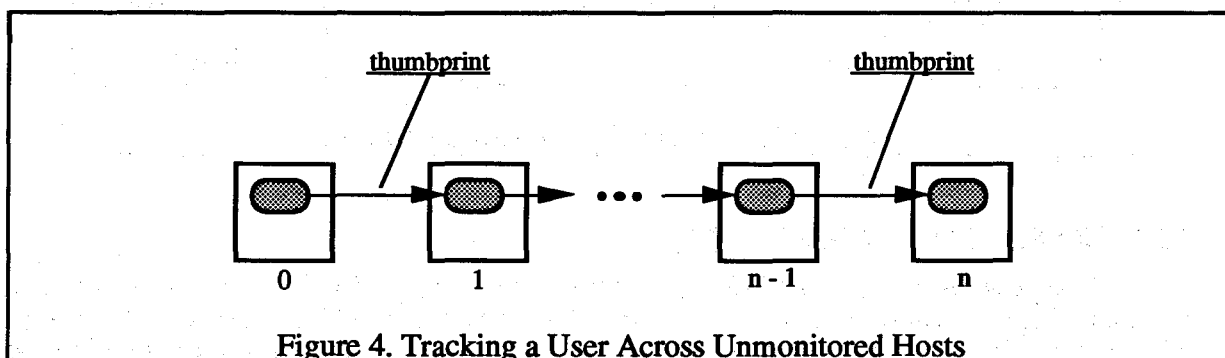 thumbprint thumbprint
0 1 ... n - 1 n
Figure 4. Tracking a User Across Unmonitored Hosts